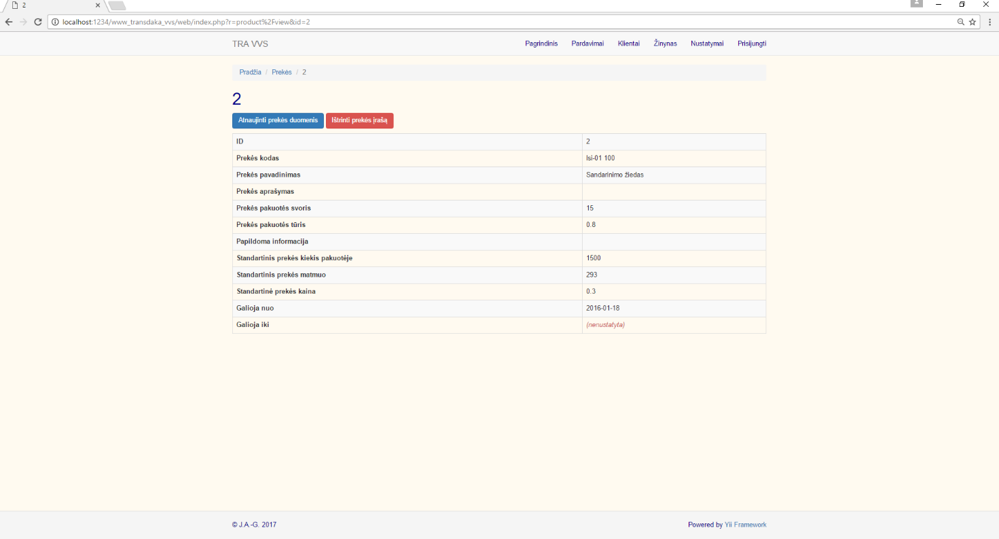 2
localhost:1234/www_transdaka_vvs/web/index.php?r=product%2Fview&id=2
TRA VVS Pagrindinis Pardavimai Klientai Žinynas Nustatymai Prisijungti
Pradžia / Prekės / 2
2
Atnaujinti prekės duomenis Ištrinti prekės įrašą
ID 2
Prekės kodas Isi-01 100
Prekės pavadinimas Sandarinimo žiedas
Prekės aprašymas
Prekės pakuotės svoris 15
Prekės pakuotės tūris 0.8
Papildoma informacija
Standartinis prekės kiekis pakuotėje 1500
Standartinis prekės matmuo 293
Standartinė prekės kaina 0.3
Galioja nuo 2016-01-18
Galioja iki (nenustatyta)
© J.A.-G. 2017 Powered by Yii Framework